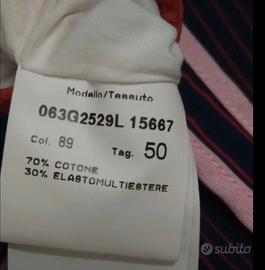 Modello/Tessuto
063G2529L 15667
Col. 89 Tag. 50
70% COTONE
30% ELASTOMULTIESTERE
subito